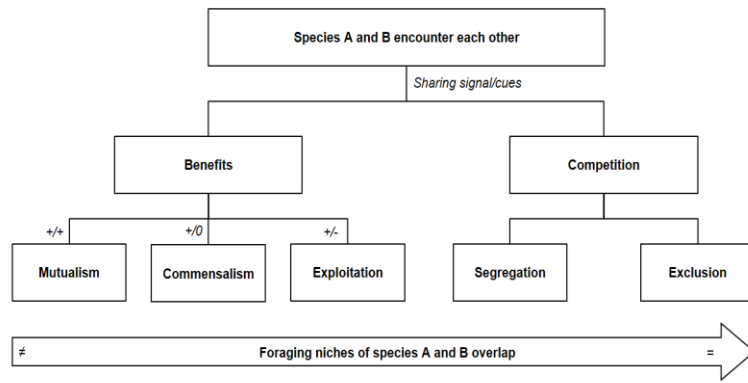 Species A and B encounter each other
Sharing signal/cues
Benefits
Competition
+/+
+/0
+/-
Mutualism
Commensalism
Exploitation
Segregation
Exclusion
≠ Foraging niches of species A and B overlap =